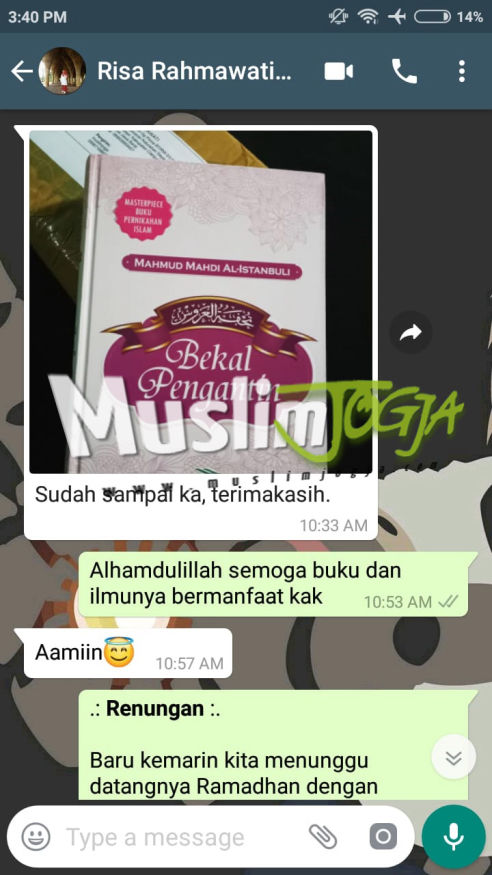 3:40 PM
14%
Risa Rahmawati...
MASTERPIECE
BUKU
PERNIKAHAN
ISLAM
MAHMUD MAHDI AL-ISTANBULI
تحفة العروس
Bekal
Pengantin
MuslimJOGJA
Sudah sampai ka, terimakasih.
10:33 AM
Alhamdulillah semoga buku dan
ilmunya bermanfaat kak
10:53 AM
Aamiin😇
10:57 AM
.: Renungan :.
Baru kemarin kita menunggu
datangnya Ramadhan dengan
Type a message